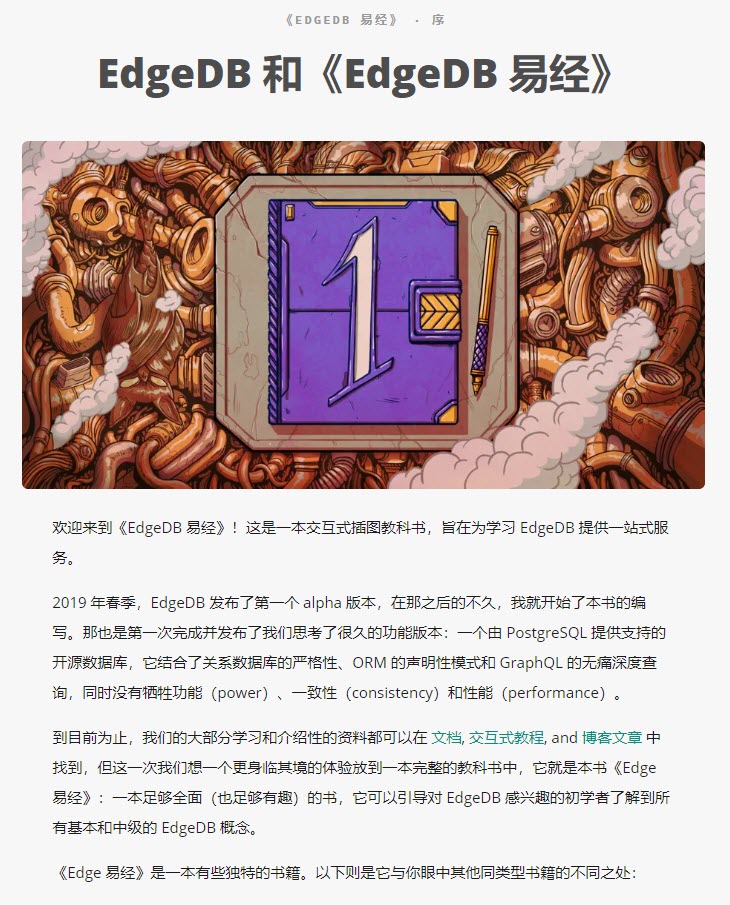 《EDGEDB 易经》 · 序
EdgeDB 和《EdgeDB 易经》
1
欢迎来到《EdgeDB 易经》！这是一本交互式插图教科书，旨在为学习 EdgeDB 提供一站式服
务。
2019 年春季，EdgeDB 发布了第一个 alpha 版本，在那之后的不久，我就开始了本书的编
写。那也是第一次完成并发布了我们思考了很久的功能版本：一个由 PostgreSQL 提供支持的
开源数据库，它结合了关系数据库的严格性、ORM 的声明性模式和 GraphQL 的无痛深度查
询，同时没有牺牲功能（power）、一致性（consistency）和性能（performance）。
到目前为止，我们的大部分学习和介绍性的资料都可以在 文档, 交互式教程, and 博客文章 中
找到，但这一次我们想一个更身临其境的体验放到一本完整的教科书中，它就是本书《Edge
易经》：一本足够全面（也足够有趣）的书，它可以引导对 EdgeDB 感兴趣的初学者了解到所
有基本和中级的 EdgeDB 概念。
《Edge 易经》是一本有些独特的书籍。以下则是它与你眼中其他同类型书籍的不同之处：